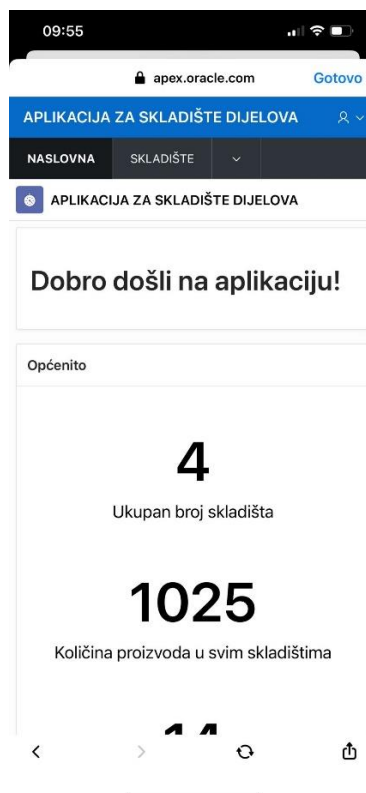 09:55
apex.oracle.com
Gotovo
APLIKACIJA ZA SKLADIŠTE DIJELOVA
NASLOVNA
SKLADIŠTE
APLIKACIJA ZA SKLADIŠTE DIJELOVA
Dobro došli na aplikaciju!
Općenito
4
Ukupan broj skladišta
1025
Količina proizvoda u svim skladištima